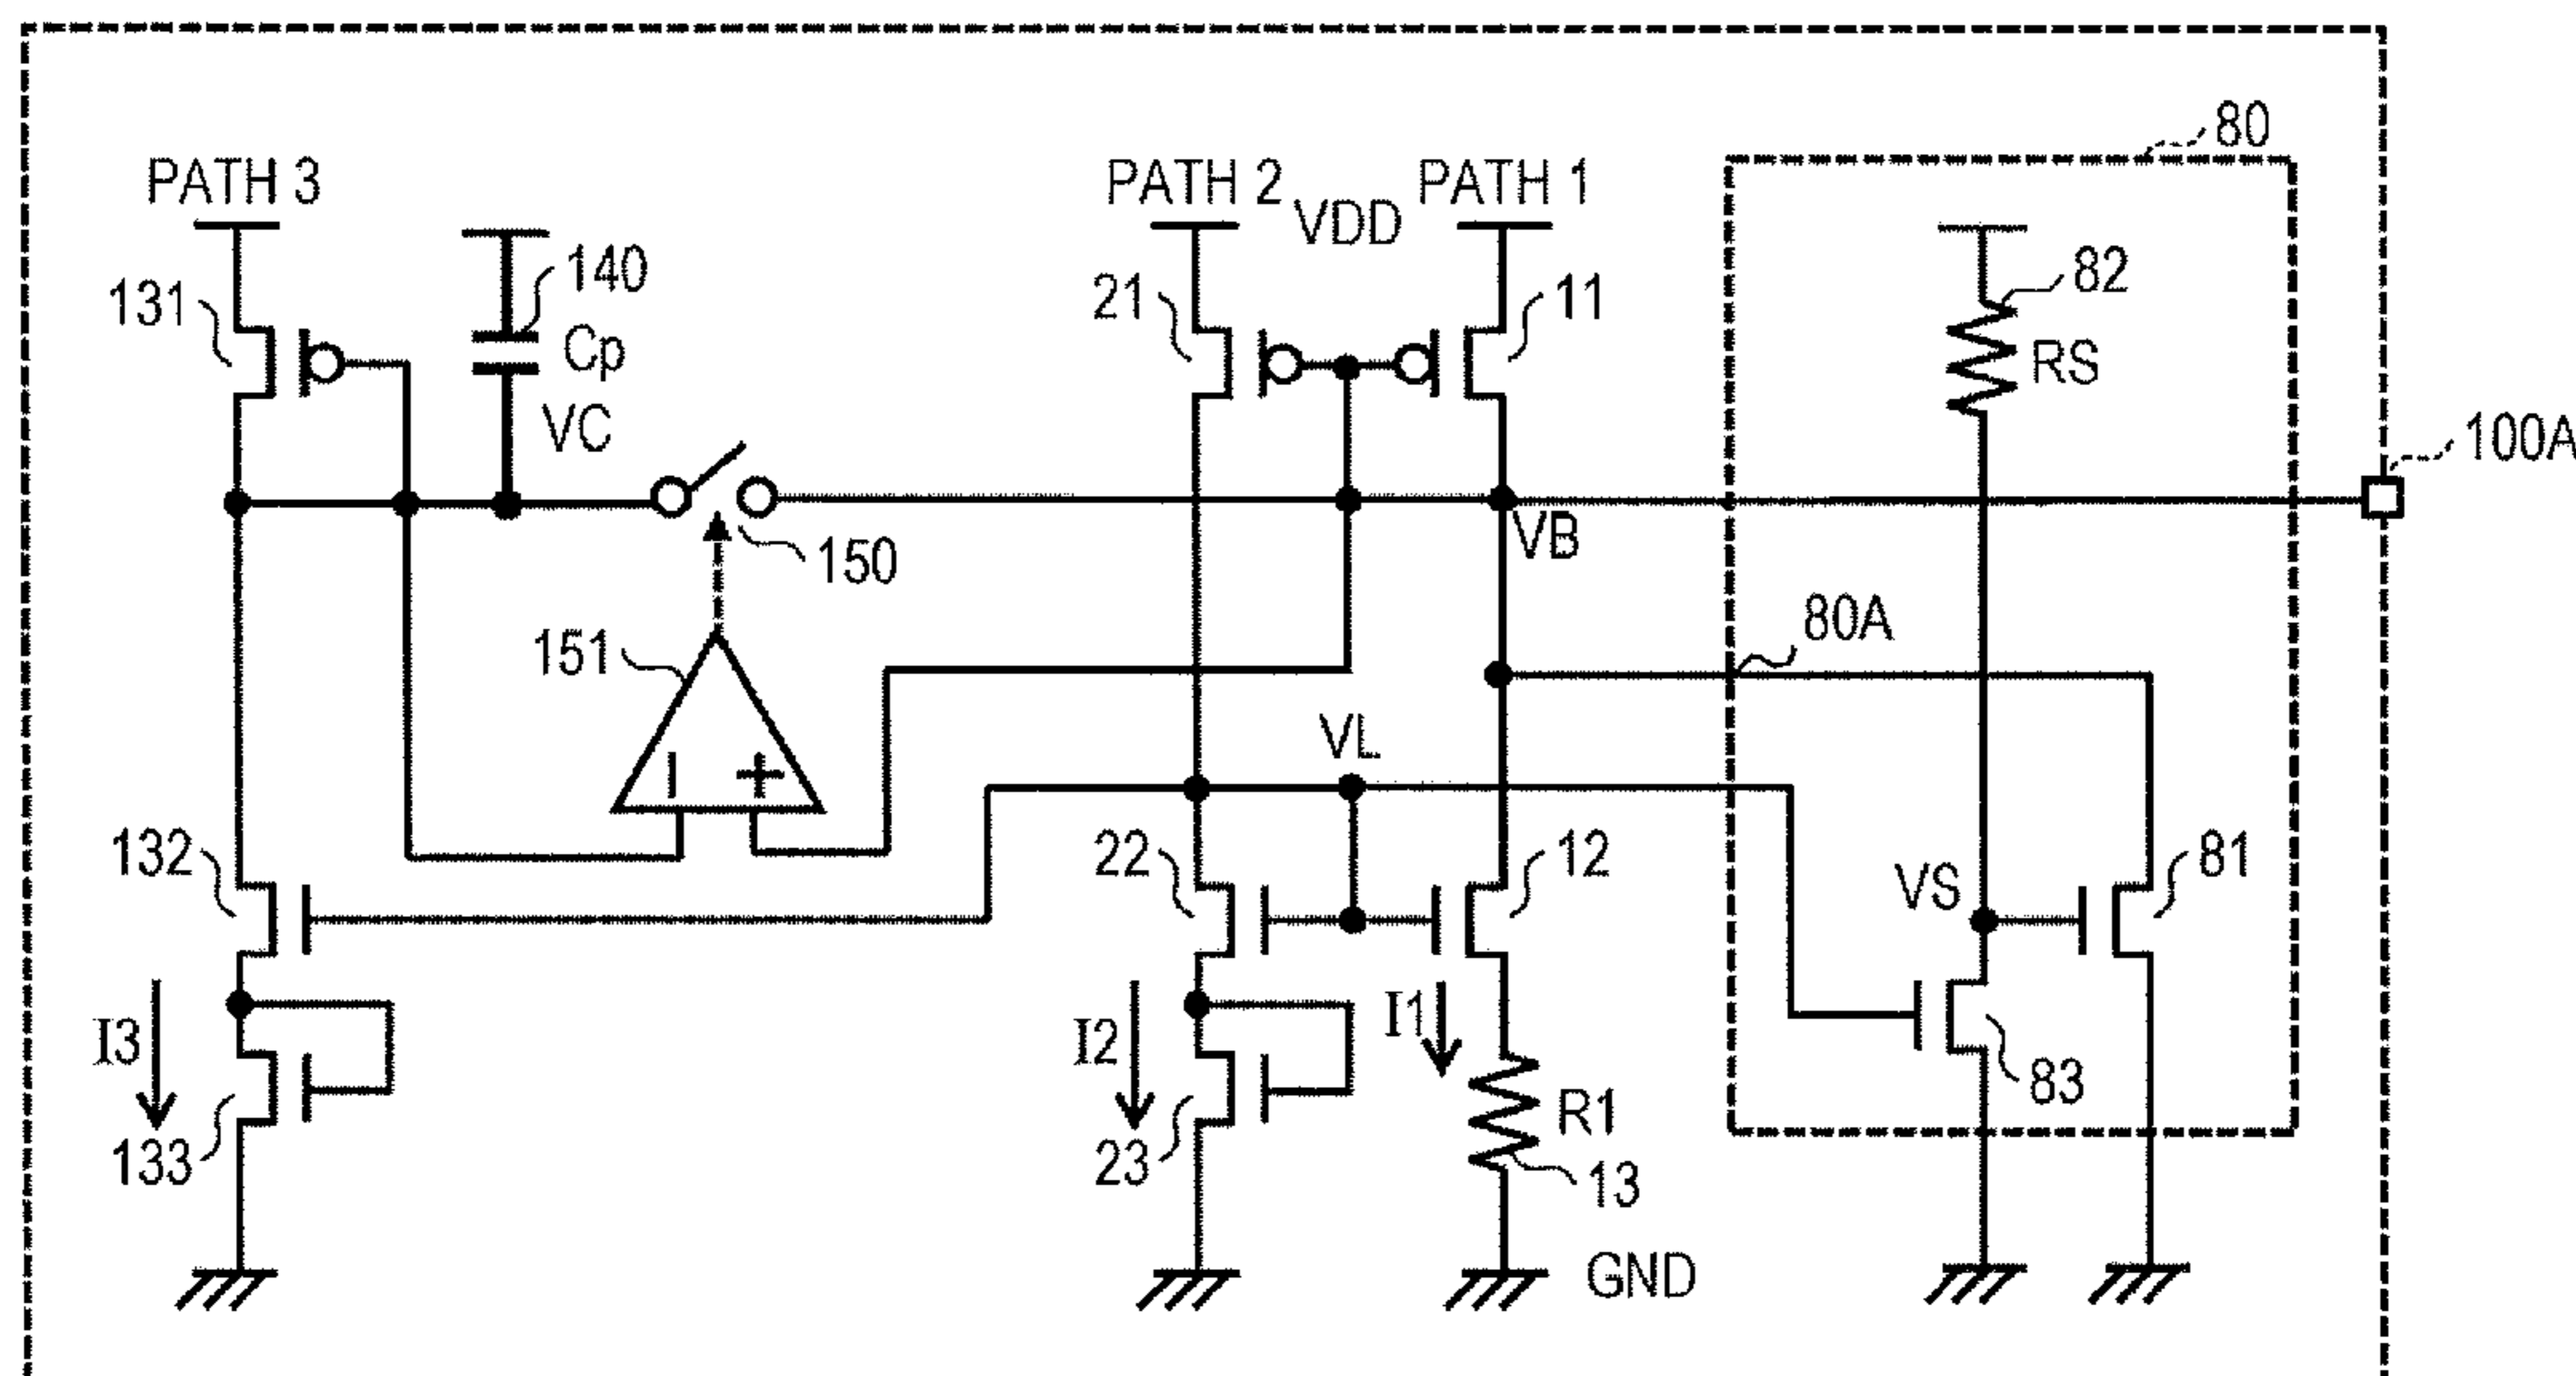 80
PATH 3
PATH 2
VDD
PATH 1
140
82
131
21
11
Cp
RS
VC
100A
VB
150
80A
151
VL
− +
132
22
12
VS
81
I3
I2
I1
83
R1
133
23
13
GND